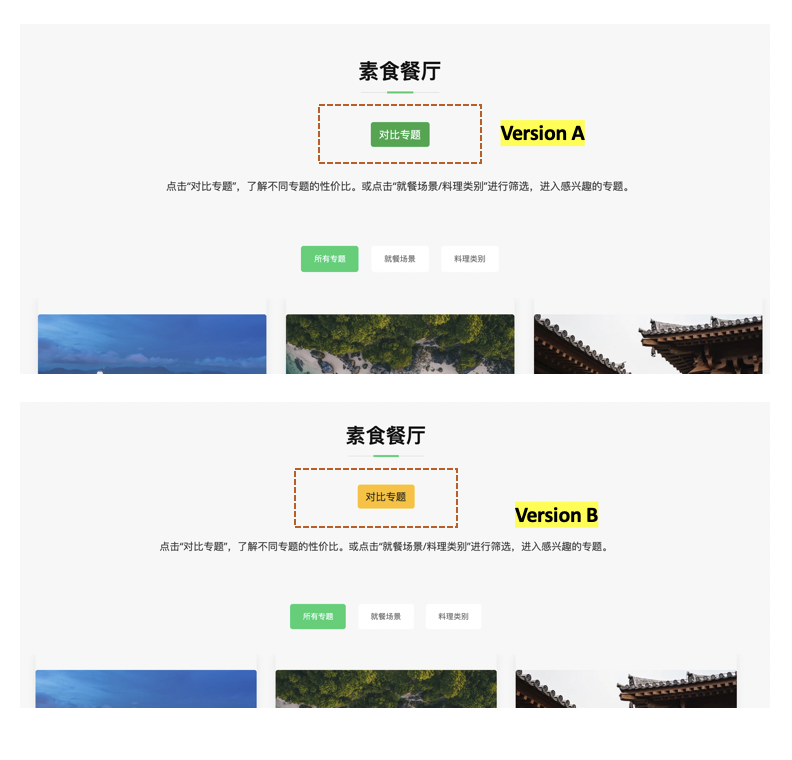 素食餐厅
对比专题
Version A
点击“对比专题”，了解不同专题的性价比。或点击“就餐场景/料理类别”进行筛选，进入感兴趣的专题。
所有专题
就餐场景
料理类别
素食餐厅
对比专题
Version B
点击“对比专题”，了解不同专题的性价比。或点击“就餐场景/料理类别”进行筛选，进入感兴趣的专题。
所有专题
就餐场景
料理类别